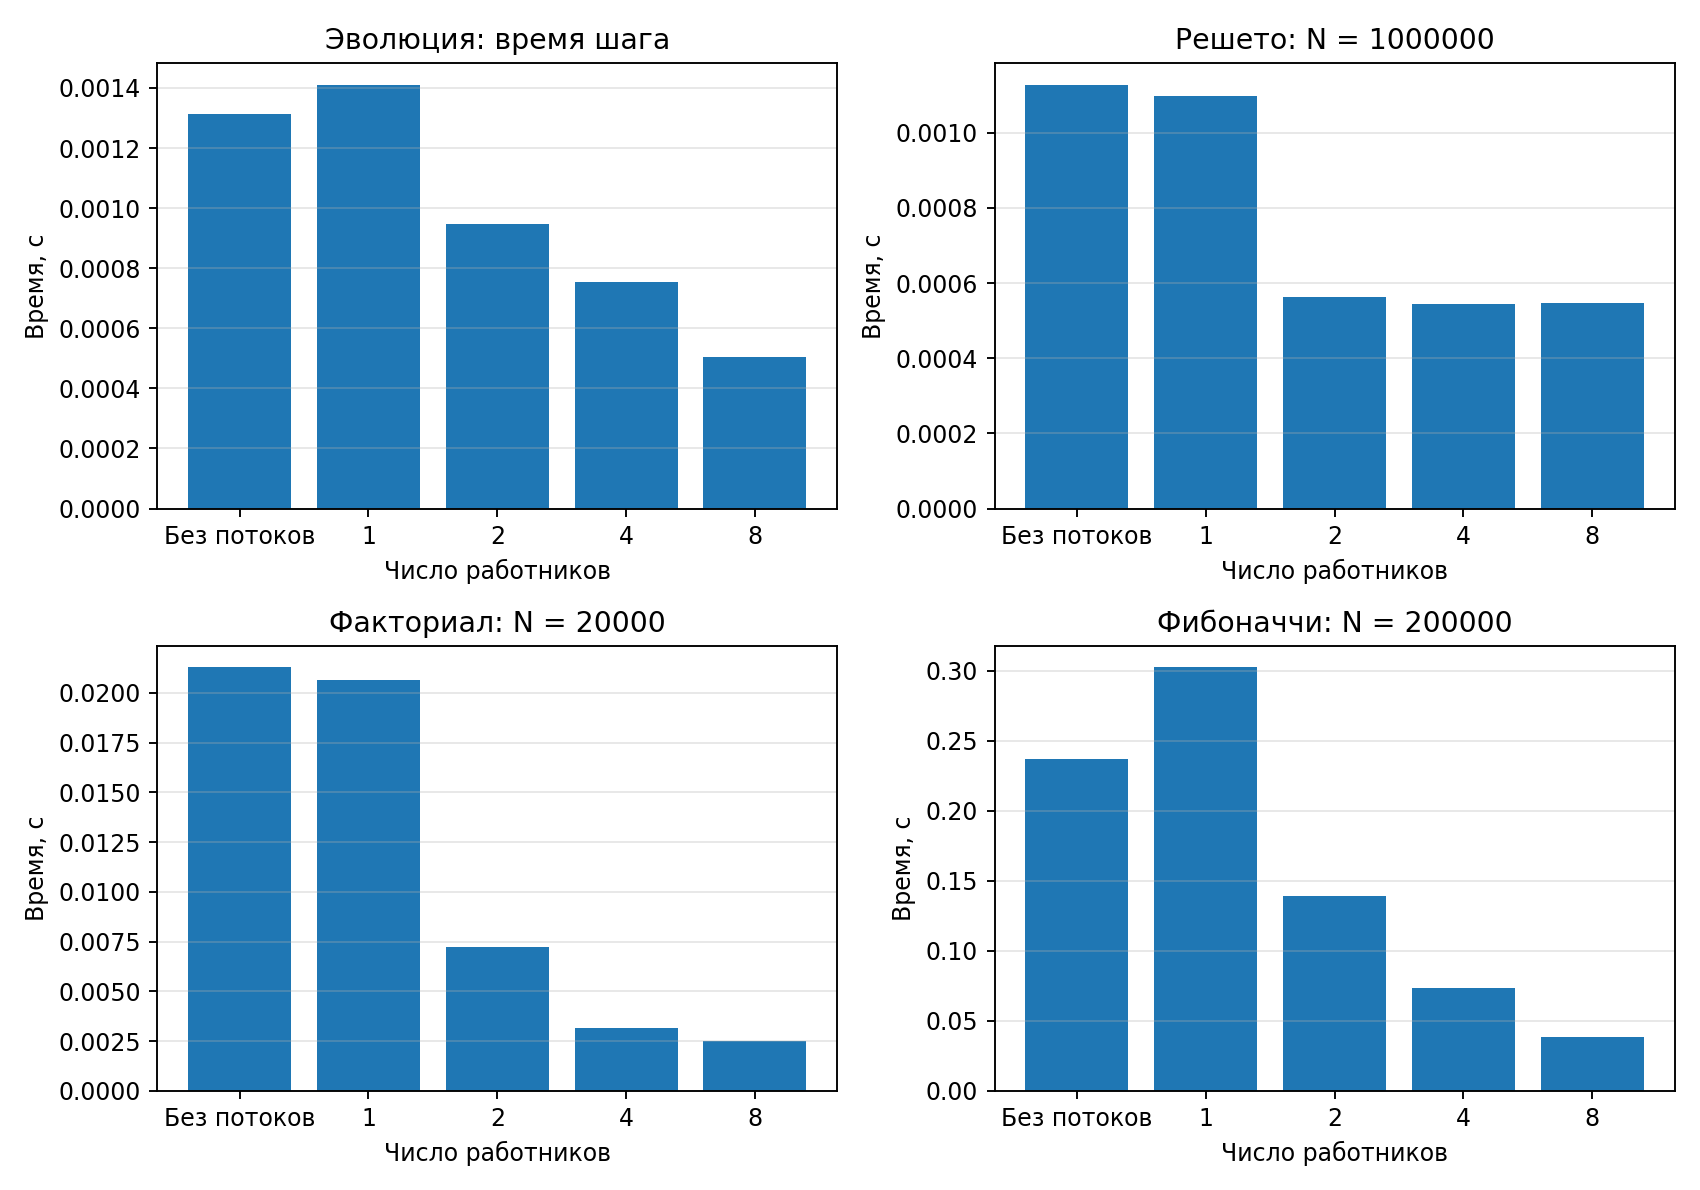 Эволюция: время шага
Время, с
0.0014
0.0012
0.0010
0.0008
0.0006
0.0004
0.0002
0.0000
Без потоков 1 2 4 8
Число работников
Решето: N = 1000000
Время, с
0.0010
0.0008
0.0006
0.0004
0.0002
0.0000
Без потоков 1 2 4 8
Число работников
Факториал: N = 20000
Время, с
0.0200
0.0175
0.0150
0.0125
0.0100
0.0075
0.0050
0.0025
0.0000
Без потоков 1 2 4 8
Число работников
Фибоначчи: N = 200000
Время, с
0.30
0.25
0.20
0.15
0.10
0.05
0.00
Без потоков 1 2 4 8
Число работников